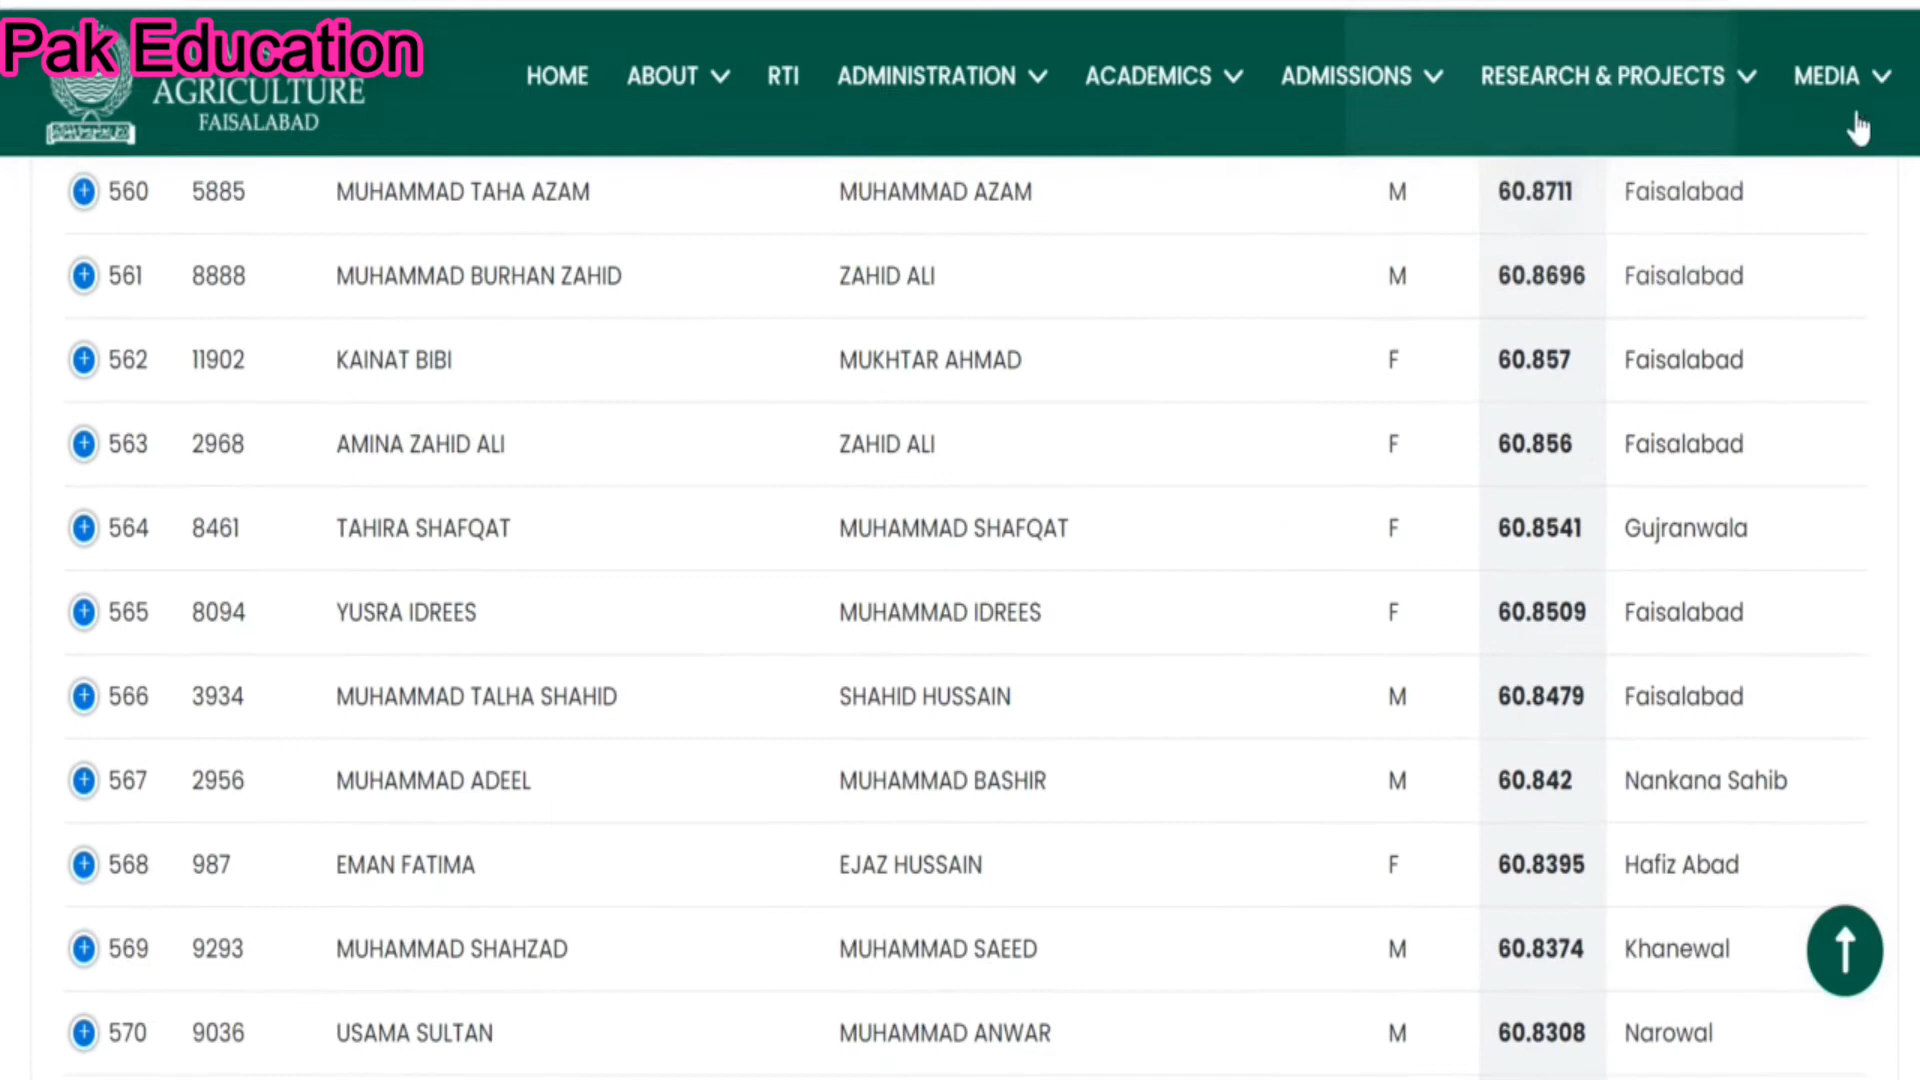 Pak Education
AGRICULTURE
FAISALABAD
HOME ABOUT RTI ADMINISTRATION ACADEMICS ADMISSIONS RESEARCH & PROJECTS MEDIA
560 5885 MUHAMMAD TAHA AZAM MUHAMMAD AZAM M 60.8711 Faisalabad
561 8888 MUHAMMAD BURHAN ZAHID ZAHID ALI M 60.8696 Faisalabad
562 11902 KAINAT BIBI MUKHTAR AHMAD F 60.857 Faisalabad
563 2968 AMINA ZAHID ALI ZAHID ALI F 60.856 Faisalabad
564 8461 TAHIRA SHAFQAT MUHAMMAD SHAFQAT F 60.8541 Gujranwala
565 8094 YUSRA IDREES MUHAMMAD IDREES F 60.8509 Faisalabad
566 3934 MUHAMMAD TALHA SHAHID SHAHID HUSSAIN M 60.8479 Faisalabad
567 2956 MUHAMMAD ADEEL MUHAMMAD BASHIR M 60.842 Nankana Sahib
568 987 EMAN FATIMA EJAZ HUSSAIN F 60.8395 Hafiz Abad
569 9293 MUHAMMAD SHAHZAD MUHAMMAD SAEED M 60.8374 Khanewal
570 9036 USAMA SULTAN MUHAMMAD ANWAR M 60.8308 Narowal